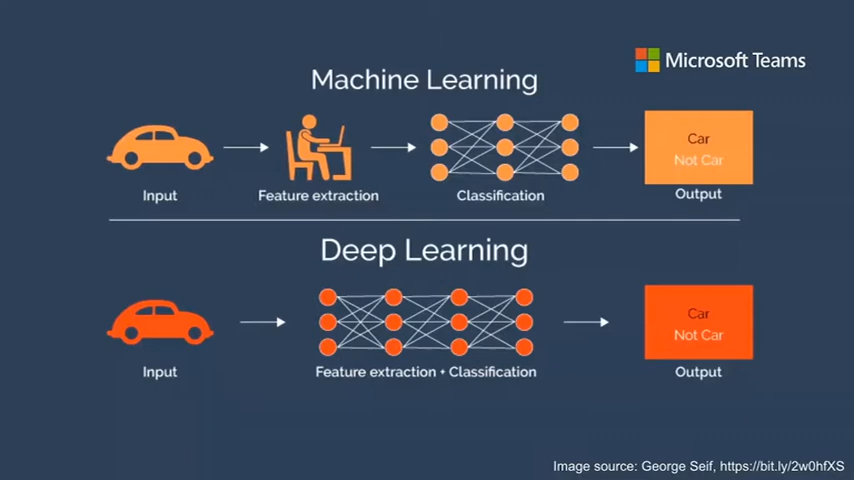 Microsoft Teams
Machine Learning
Input
Feature extraction
Classification
Car
Not Car
Output
Deep Learning
Input
Feature extraction + Classification
Car
Not Car
Output
Image source: George Seif, https://bit.ly/2w0hfXS